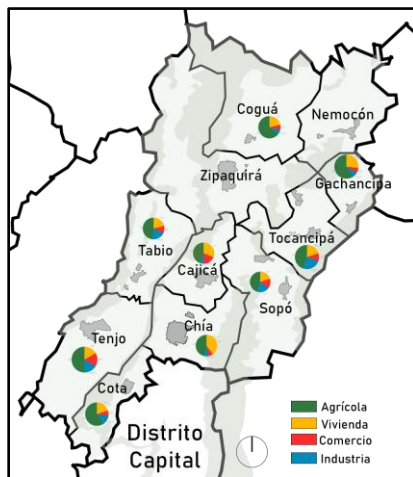 Coguá
Nemocón
Zipaquirá
Gachancipá
Tabio
Tocancipá
Cajicá
Sopó
Chía
Tenjo
Cota
Distrito
Capital
Agrícola
Vivienda
Comercio
Industria